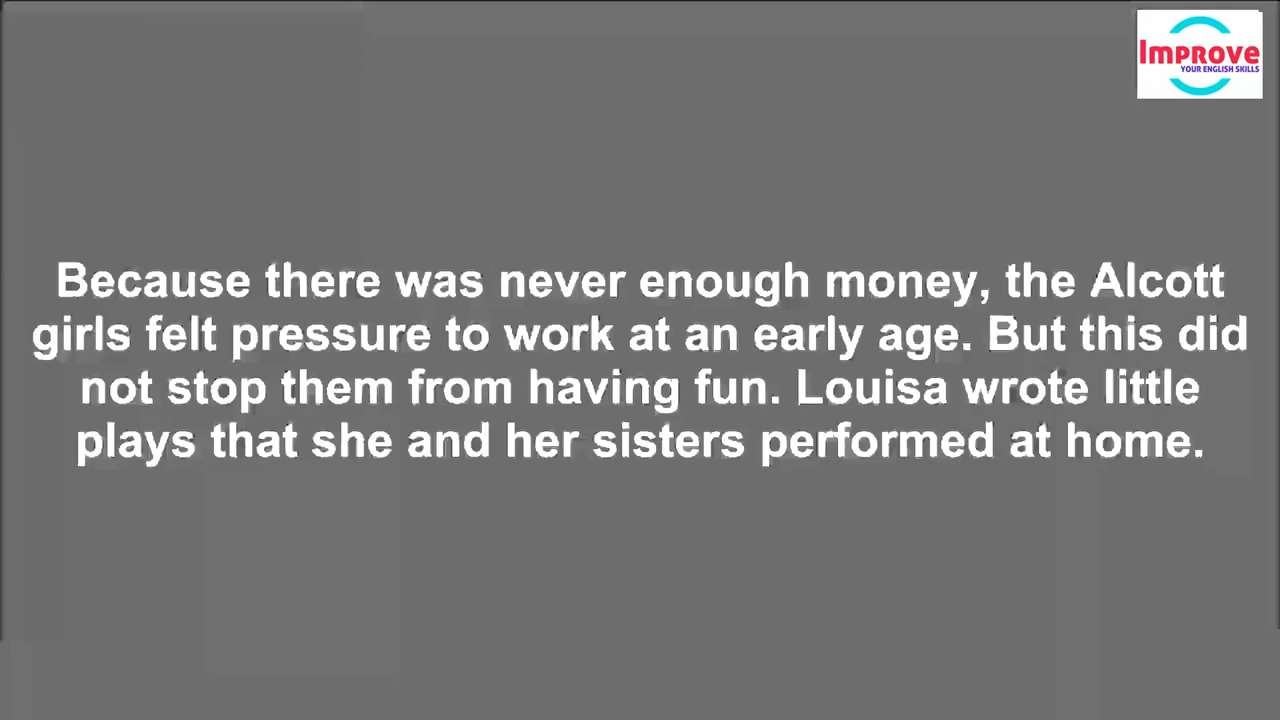 Improve
YOUR ENGLISH SKILLS
Because there was never enough money, the Alcott
girls felt pressure to work at an early age. But this did
not stop them from having fun. Louisa wrote little
plays that she and her sisters performed at home.